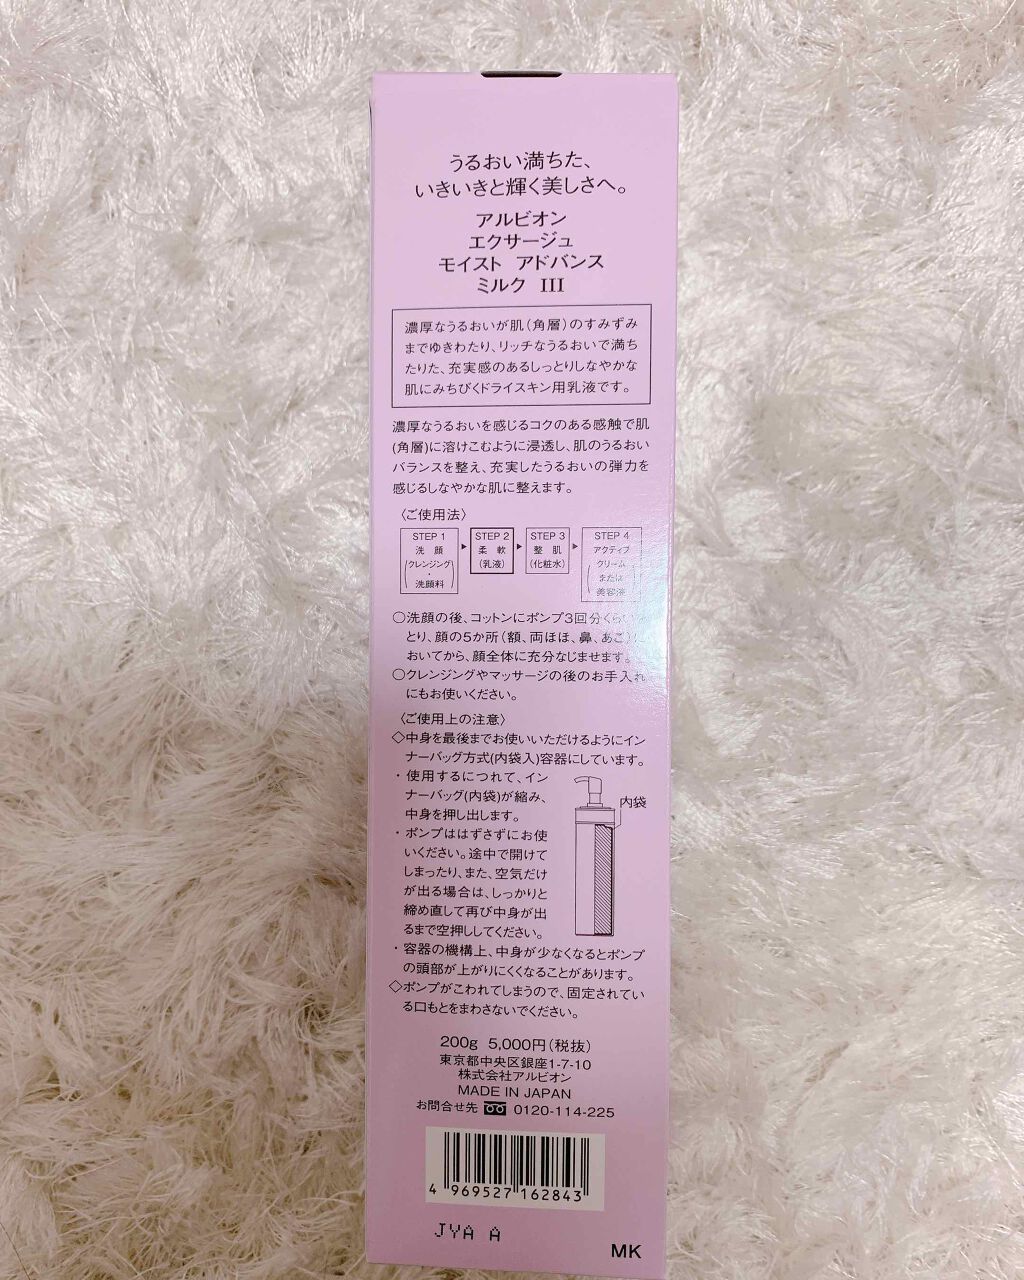 うるおい満ちた、
いきいきと輝く美しさへ。
アルビオン
エクサージュ
モイスト アドバンス
ミルク III
濃厚なうるおいが肌(角層)のすみずみ
までゆきわたり、リッチなうるおいで満ち
たりた、充実感のあるしっとりしなやかな
肌にみちびくドライスキン用乳液です。
濃厚なうるおいを感じるコクのある感触で肌
(角層)に溶けこむように浸透し、肌のうるおい
バランスを整え、充実したうるおいの弾力を
感じるしなやかな肌に整えます。
〈ご使用法〉
STEP 1
洗 顔
(クレンジング
・
洗顔料)
▶
STEP 2
柔 軟
(乳液)
▶
STEP 3
整 肌
(化粧水)
▶
STEP 4
アクティブ
(クリーム
または
美容液)
○洗顔の後、コットンにポンプ3回分くらいを
とり、顔の5か所(額、両ほほ、鼻、あご)に
おいてから、顔全体に充分なじませます。
○クレンジングやマッサージの後のお手入れ
にもお使いください。
〈ご使用上の注意〉
◇中身を最後までお使いいただけるようにイン
ナーバッグ方式(内袋入)容器にしています。
・使用するにつれて、イン
ナーバッグ(内袋)が縮み、
中身を押し出します。
・ポンプははずさずにお使
いください。途中で開けて
しまったり、また、空気だけ
が出る場合は、しっかりと
締め直して再び中身が出
るまで空押ししてください。
内袋
・容器の機構上、中身が少なくなるとポンプ
の頭部が上がりにくくなることがあります。
◇ポンプがこわれてしまうので、固定されてい
る口もとをまわさないでください。
200g 5,000円(税抜)
東京都中央区銀座1-7-10
株式会社アルビオン
MADE IN JAPAN
お問合せ先 0120-114-225
4 969527 162843
JYA A
MK